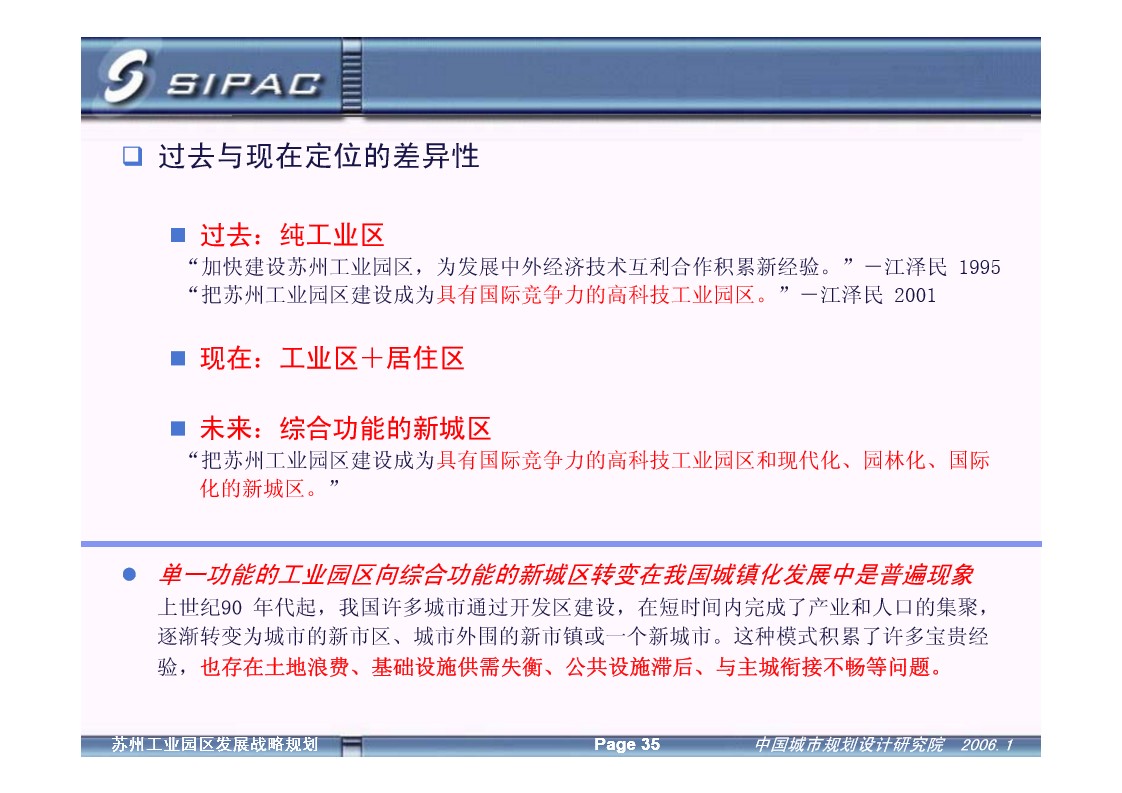 SIPAC
过去与现在定位的差异性
过去：纯工业区
“加快建设苏州工业园区，为发展中外经济技术互利合作积累新经验。”－江泽民 1995
“把苏州工业园区建设成为具有国际竞争力的高科技工业园区。”－江泽民 2001
现在：工业区＋居住区
未来：综合功能的新城区
“把苏州工业园区建设成为具有国际竞争力的高科技工业园区和现代化、园林化、国际
化的新城区。”
单一功能的工业园区向综合功能的新城区转变在我国城镇化发展中是普遍现象
上世纪90 年代起，我国许多城市通过开发区建设，在短时间内完成了产业和人口的集聚，
逐渐转变为城市的新市区、城市外围的新市镇或一个新城市。这种模式积累了许多宝贵经
验，也存在土地浪费、基础设施供需失衡、公共设施滞后、与主城衔接不畅等问题。
苏州工业园区发展战略规划 Page 35 中国城市规划设计研究院 2006.1